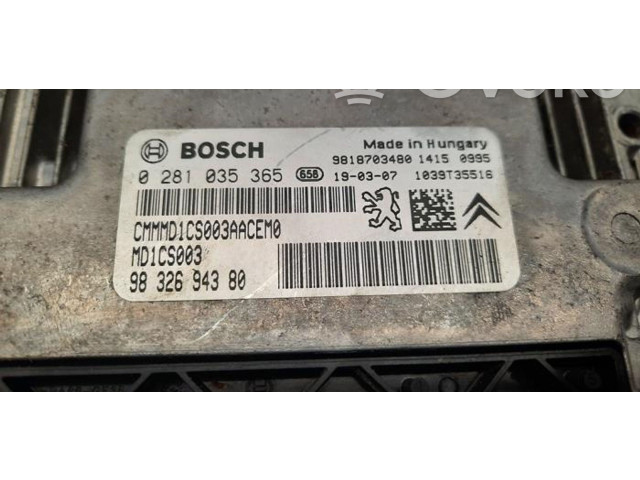 BOSCH
Made in Hungary
9818703480 1415 0995
0 281 035 365 658 19-03-07 1039T35516
CMMMD1CS003AACEM0
MD1CS003
98 326 943 80